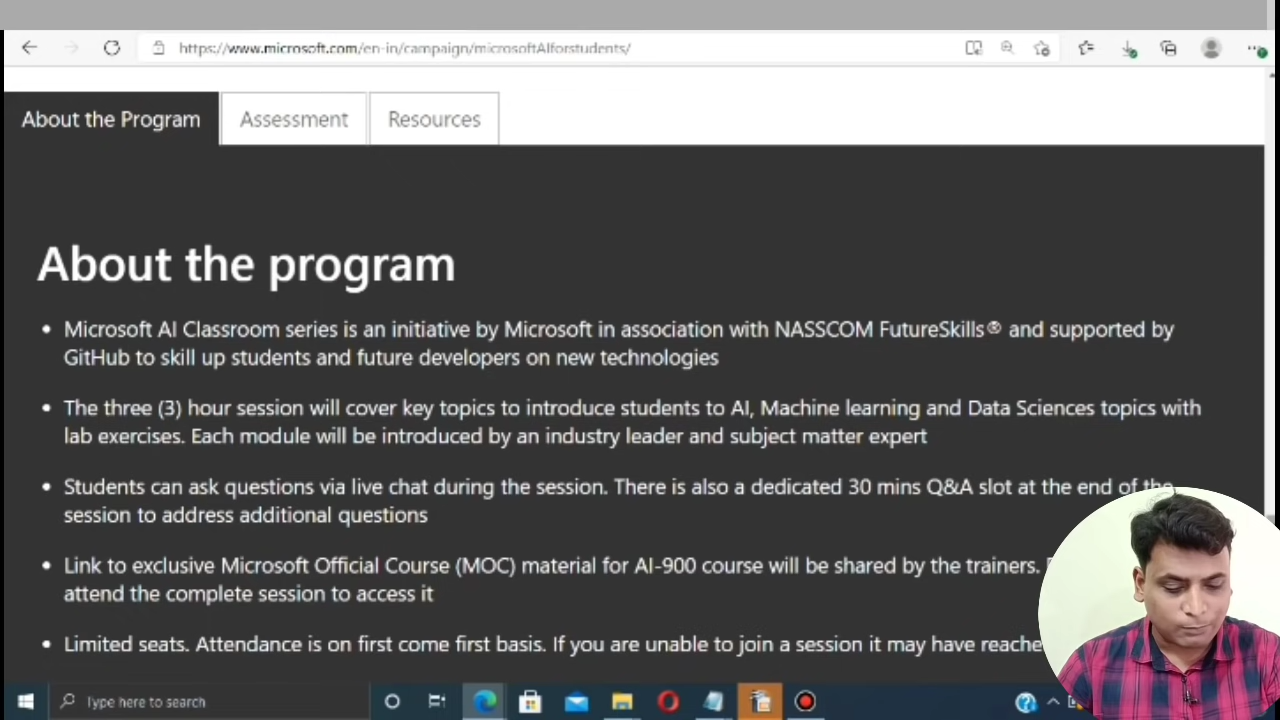 https://www.microsoft.com/en-in/campaign/microsoftAIforstudents/
About the Program
Assessment
Resources
About the program
• Microsoft AI Classroom series is an initiative by Microsoft in association with NASSCOM FutureSkills® and supported by
GitHub to skill up students and future developers on new technologies
• The three (3) hour session will cover key topics to introduce students to AI, Machine learning and Data Sciences topics with
lab exercises. Each module will be introduced by an industry leader and subject matter expert
• Students can ask questions via live chat during the session. There is also a dedicated 30 mins Q&A slot at the end of the
session to address additional questions
• Link to exclusive Microsoft Official Course (MOC) material for AI-900 course will be shared by the trainers.
attend the complete session to access it
• Limited seats. Attendance is on first come first basis. If you are unable to join a session it may have reache
Type here to search